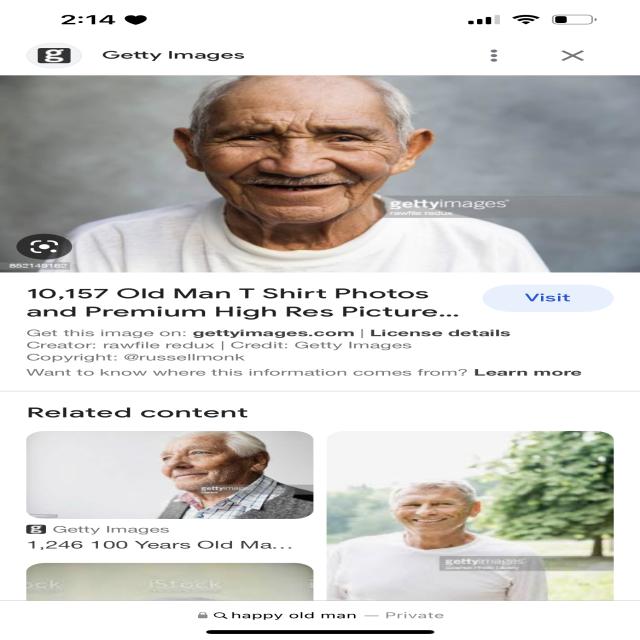 2:14
g
Getty Images
gettyimages®
rawfile redux
852149162
10,157 Old Man T Shirt Photos
and Premium High Res Picture...
Visit
Get this image on: gettyimages.com | License details
Creator: rawfile redux | Credit: Getty Images
Copyright: @russellmonk
Want to know where this information comes from? Learn more
Related content
gettyimages
g Getty Images
1,246 100 Years Old Ma...
gettyimages®
iStock
happy old man — Private